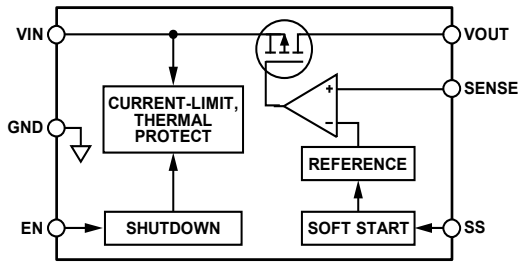 VIN
VOUT
SENSE
CURRENT-LIMIT,
THERMAL
PROTECT
+
–
GND
REFERENCE
EN
SHUTDOWN
SOFT START
SS